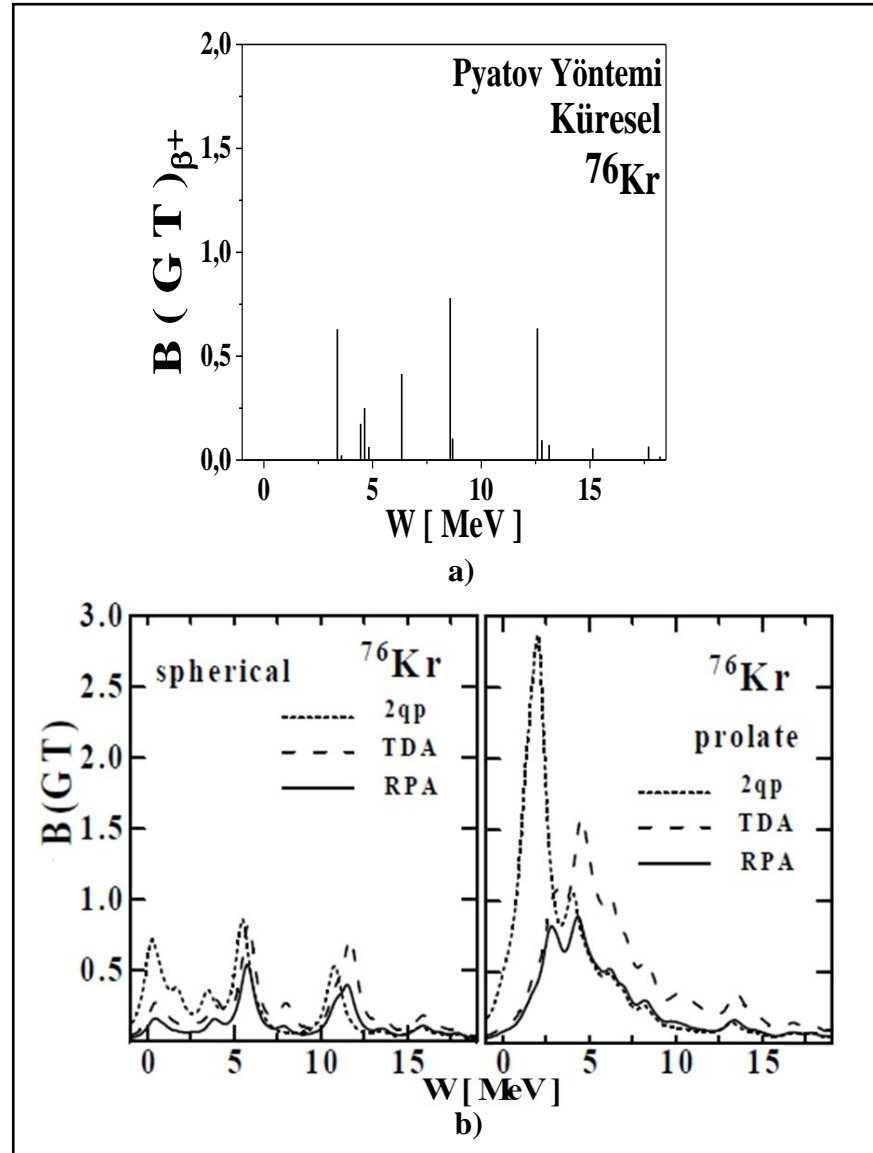 2,0
Pyatov Yöntemi
Küresel
⁷⁶Kr
1,5
1,0
0,5
0,0
B ( G T )β+
0 5 10 15
W [ MeV ]
a)
3.0
2.5
2.0
1.5
1.0
0.5
B(GT)
spherical ⁷⁶Kr
2qp
TDA
RPA
0 5 10 15
⁷⁶Kr
prolate
2qp
TDA
RPA
0 5 10 15
W[ MeV]
b)